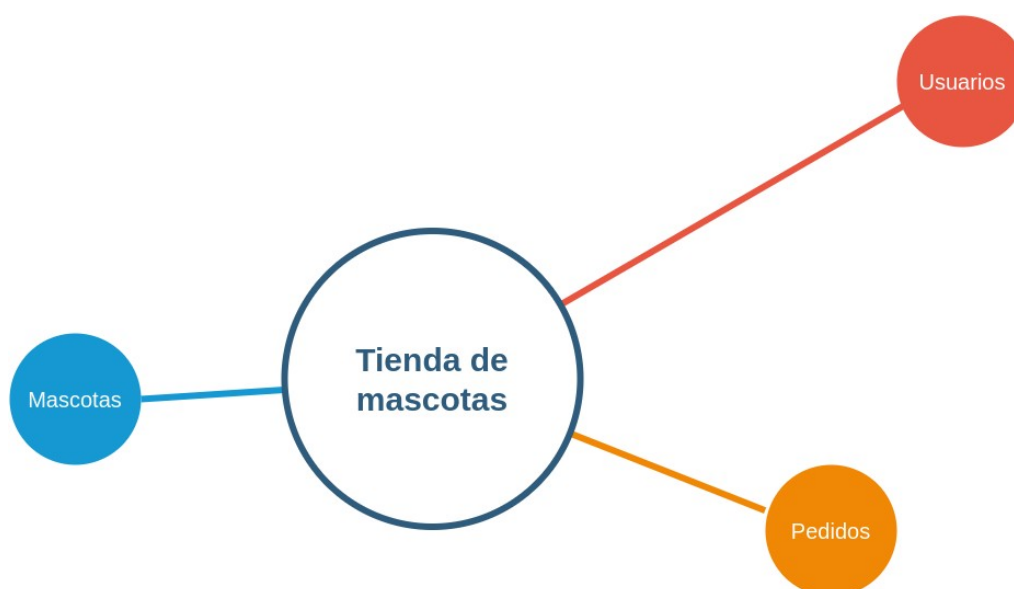 Usuarios
Tienda de
mascotas
Mascotas
Pedidos